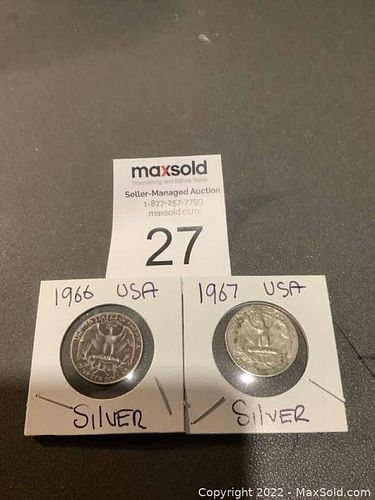 maxsold
Downsizing and Estate Sales
Seller-Managed Auction
1-877-257-7799
maxsold.com
27
1966 USA
1967 USA
SILVER
SILVER
Copyright © 2022 - MaxSold.com